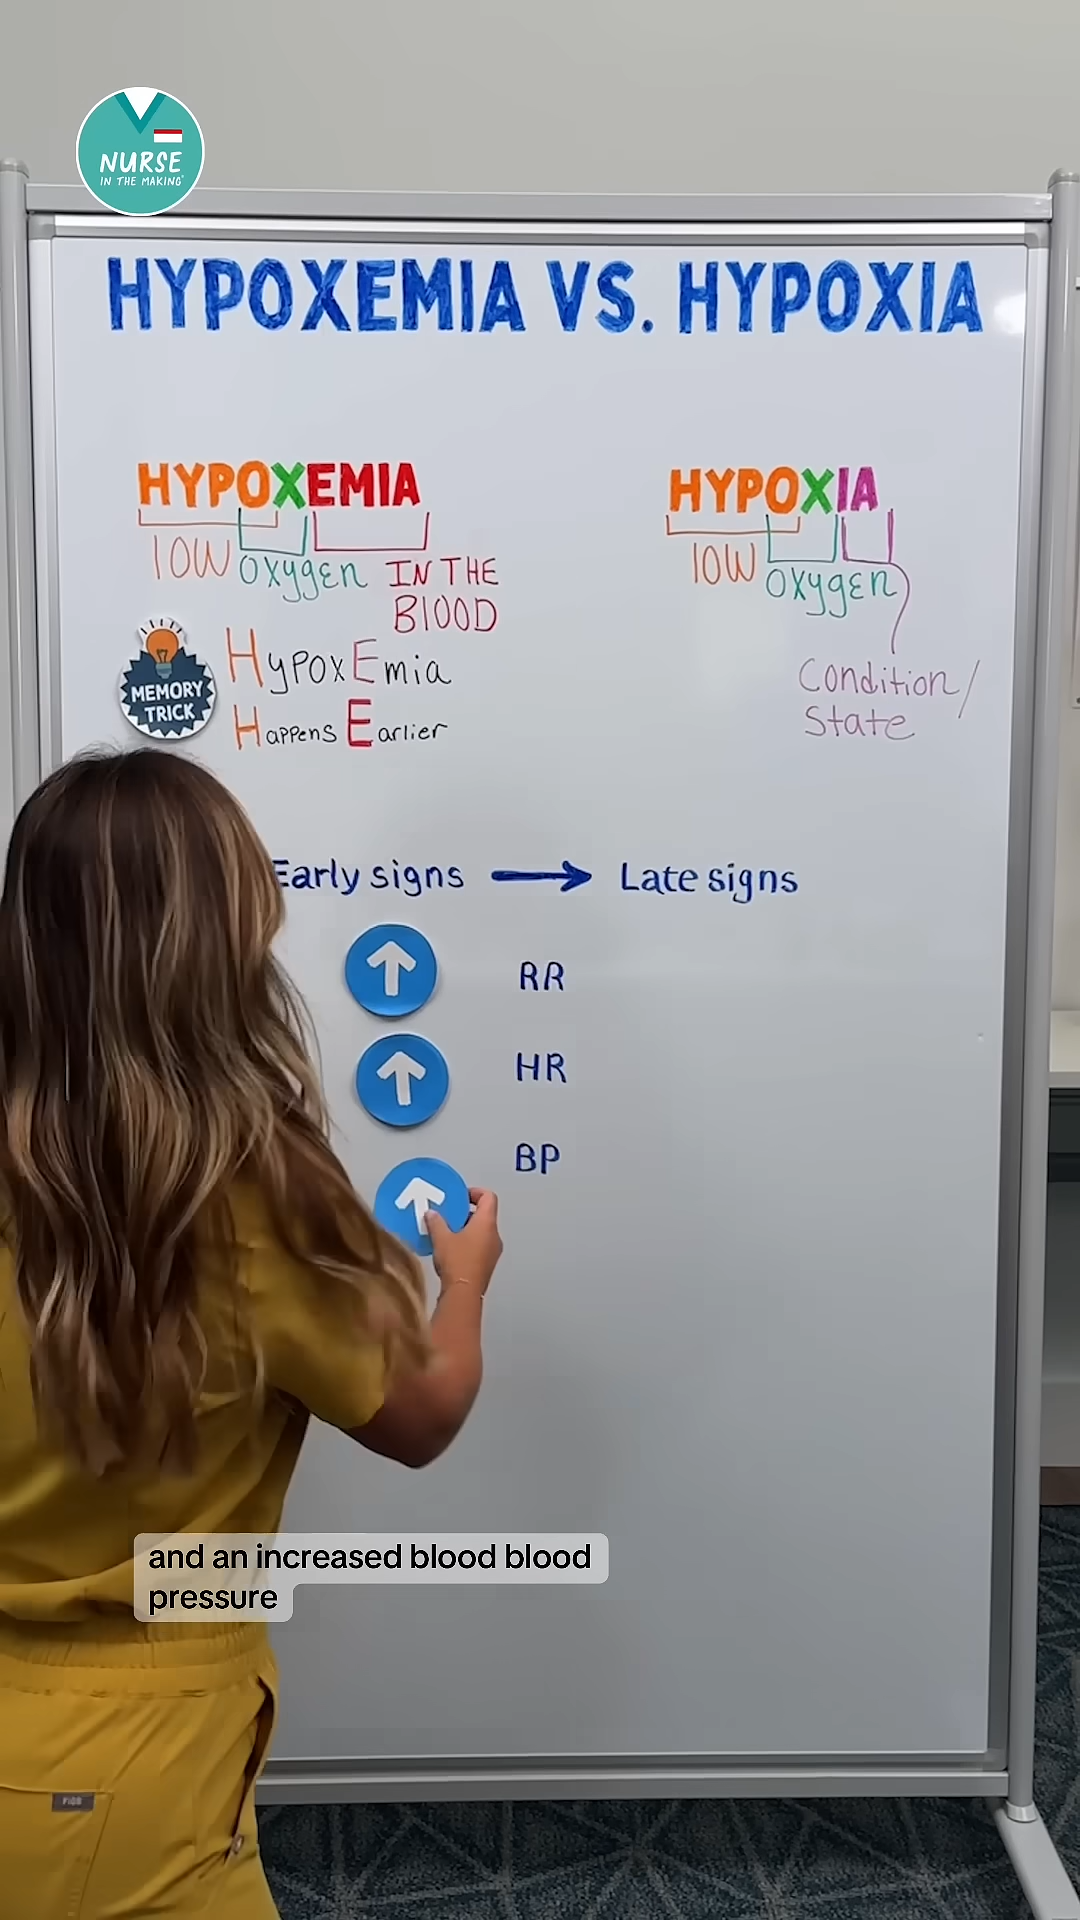 NURSE
IN THE MAKING
HYPOXEMIA VS. HYPOXIA
HYPOXEMIA
LOW OXYGEN IN THE
BLOOD
MEMORY
TRICK
HypoxEmia
Happens Earlier
HYPOXIA
LOW OXYGEN
Condition/
State
Early signs → Late signs
↑ RR
↑ HR
BP
↑
and an increased blood blood
pressure
FIGS